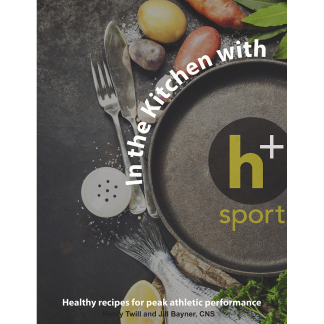 In the Kitchen with
h+
sport
Healthy recipes for peak athletic performance
Twill and Jill Bayner, CNS